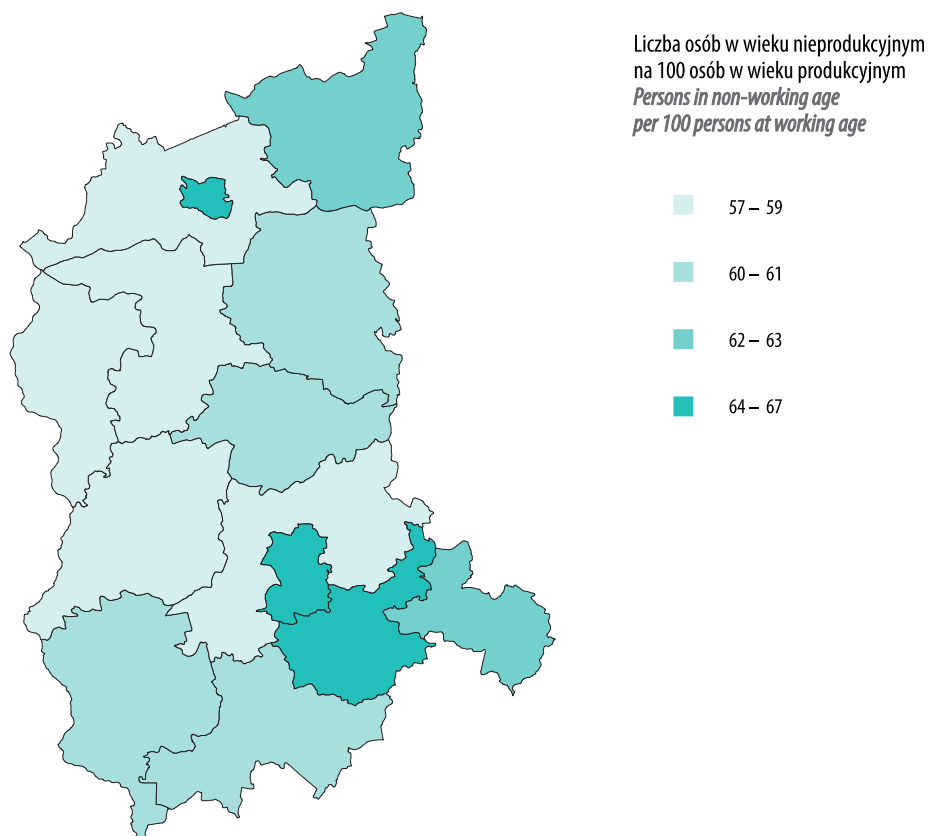 Liczba osób w wieku nieprodukcyjnym
na 100 osób w wieku produkcyjnym
Persons in non-working age
per 100 persons at working age
57 – 59
60 – 61
62 – 63
64 – 67